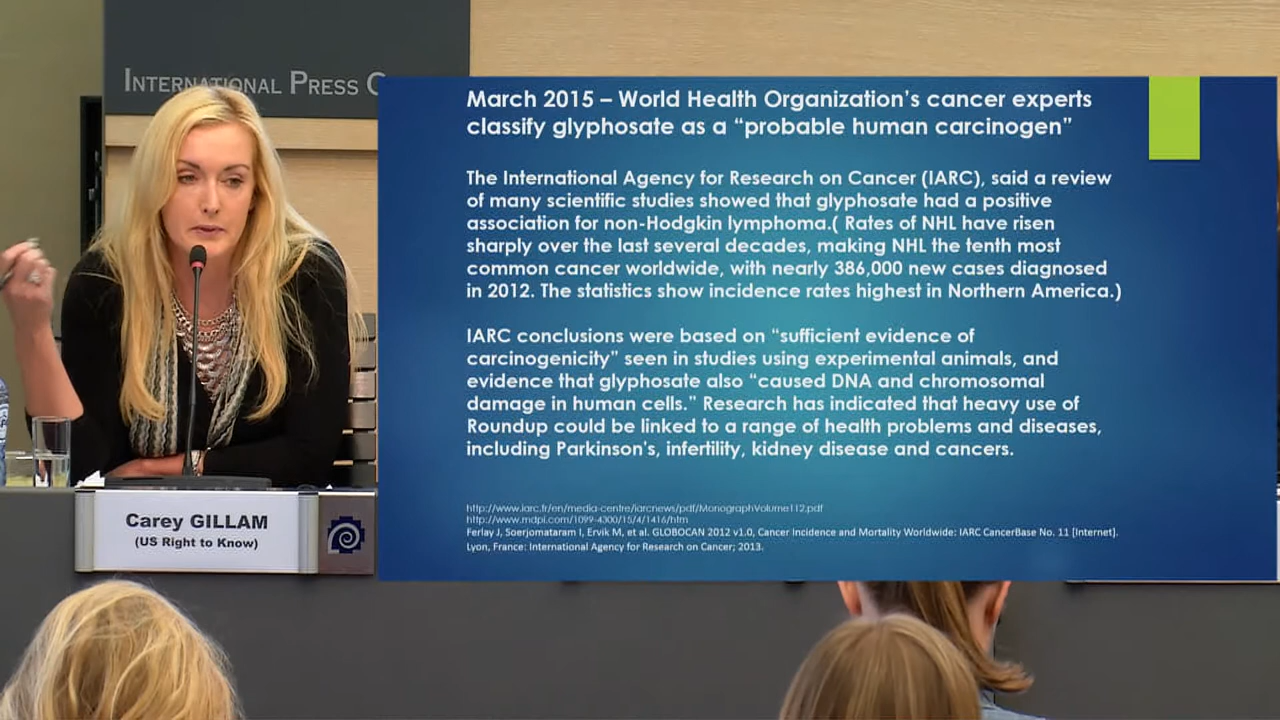 INTERNATIONAL PRESS C
March 2015 – World Health Organization's cancer experts
classify glyphosate as a “probable human carcinogen”
The International Agency for Research on Cancer (IARC), said a review
of many scientific studies showed that glyphosate had a positive
association for non-Hodgkin lymphoma.( Rates of NHL have risen
sharply over the last several decades, making NHL the tenth most
common cancer worldwide, with nearly 386,000 new cases diagnosed
in 2012. The statistics show incidence rates highest in Northern America.)
IARC conclusions were based on “sufficient evidence of
carcinogenicity” seen in studies using experimental animals, and
evidence that glyphosate also “caused DNA and chromosomal
damage in human cells.” Research has indicated that heavy use of
Roundup could be linked to a range of health problems and diseases,
including Parkinson's, infertility, kidney disease and cancers.
http://www.iarc.fr/en/media-centre/iarcnews/pdf/MonographVolume112.pdf
http://www.mdpi.com/1099-4300/15/4/1416/htm
Ferlay J, Soerjomataram I, Ervik M, et al. GLOBOCAN 2012 v1.0, Cancer Incidence and Mortality Worldwide: IARC CancerBase No. 11 [Internet].
Lyon, France: International Agency for Research on Cancer; 2013.
Carey GILLAM
(US Right to Know)